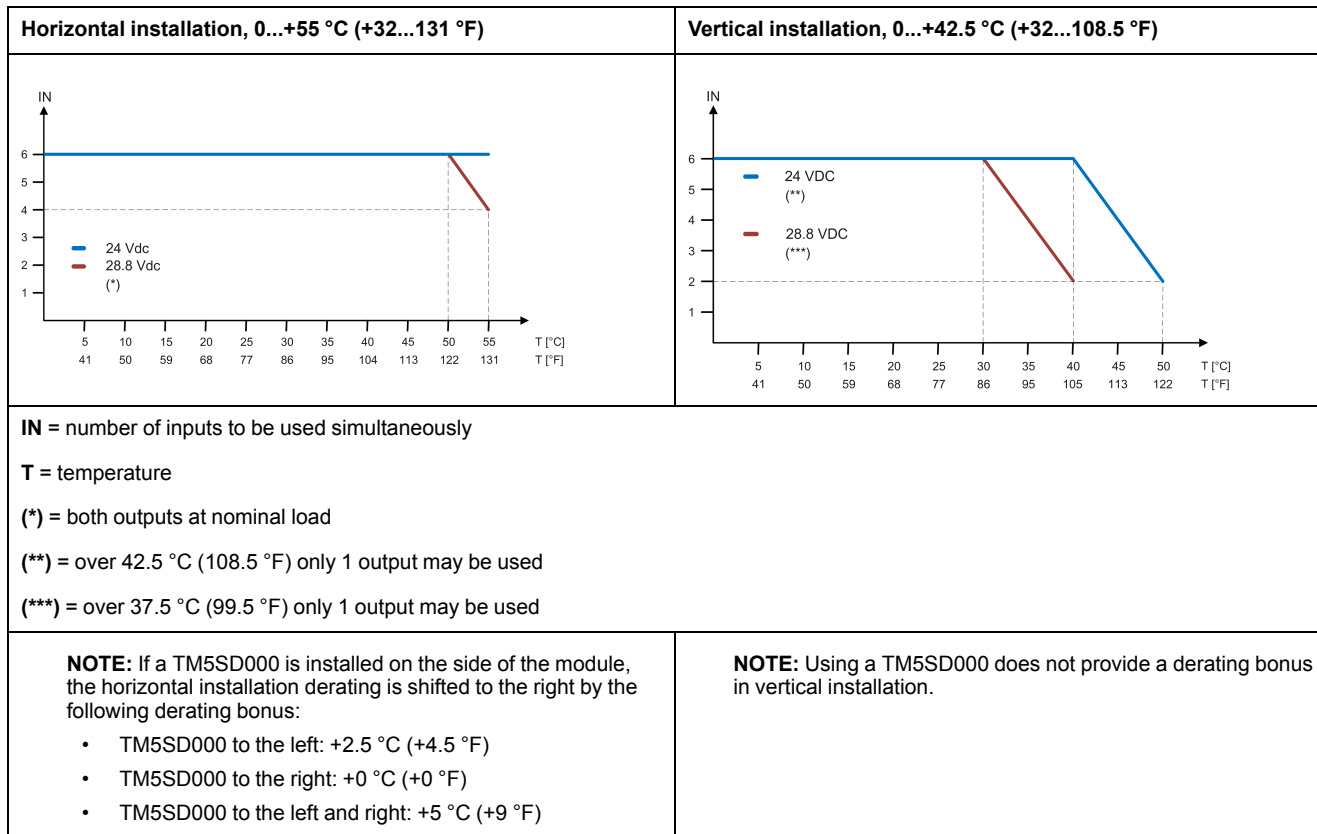 Horizontal installation, 0...+55 °C (+32...131 °F)
Vertical installation, 0...+42.5 °C (+32...108.5 °F)
IN
6
5
4
3
2
1
24 Vdc
28.8 Vdc
(*)
5 10 15 20 25 30 35 40 45 50 55 T [°C]
41 50 59 68 77 86 95 104 113 122 131 T [°F]
IN
6
5
4
3
2
1
24 VDC
(**)
28.8 VDC
(***)
5 10 15 20 25 30 35 40 45 50 T [°C]
41 50 59 68 77 86 95 105 113 122 T [°F]
IN = number of inputs to be used simultaneously
T = temperature
(*) = both outputs at nominal load
(**) = over 42.5 °C (108.5 °F) only 1 output may be used
(***) = over 37.5 °C (99.5 °F) only 1 output may be used
NOTE: If a TM5SD000 is installed on the side of the module,
the horizontal installation derating is shifted to the right by the
following derating bonus:
• TM5SD000 to the left: +2.5 °C (+4.5 °F)
• TM5SD000 to the right: +0 °C (+0 °F)
• TM5SD000 to the left and right: +5 °C (+9 °F)
NOTE: Using a TM5SD000 does not provide a derating bonus
in vertical installation.